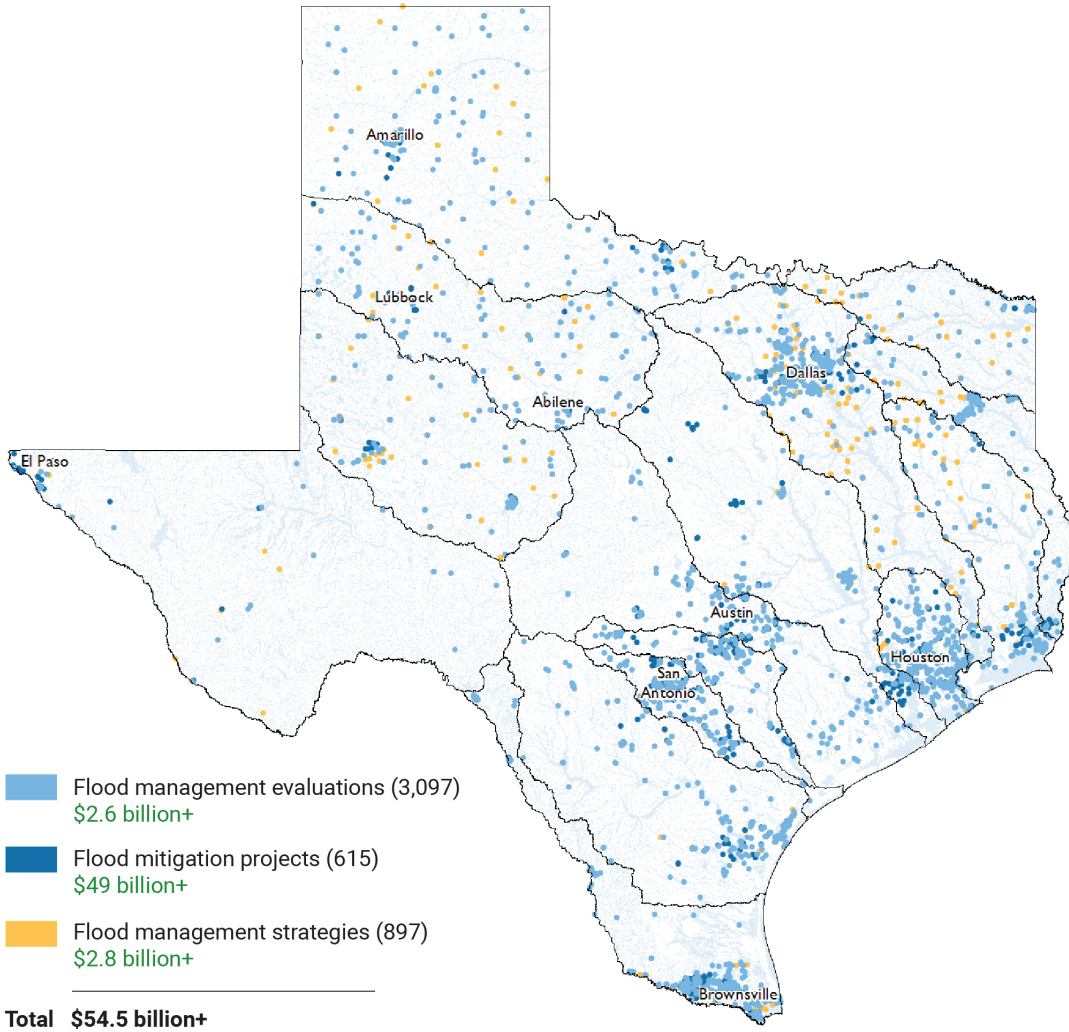 Amarillo
Lubbock
Abilene
Dallas
El Paso
Austin
Houston
San
Antonio
Flood management evaluations (3,097)
$2.6 billion+
Flood mitigation projects (615)
$49 billion+
Flood management strategies (897)
$2.8 billion+
Brownsville
Total $54.5 billion+